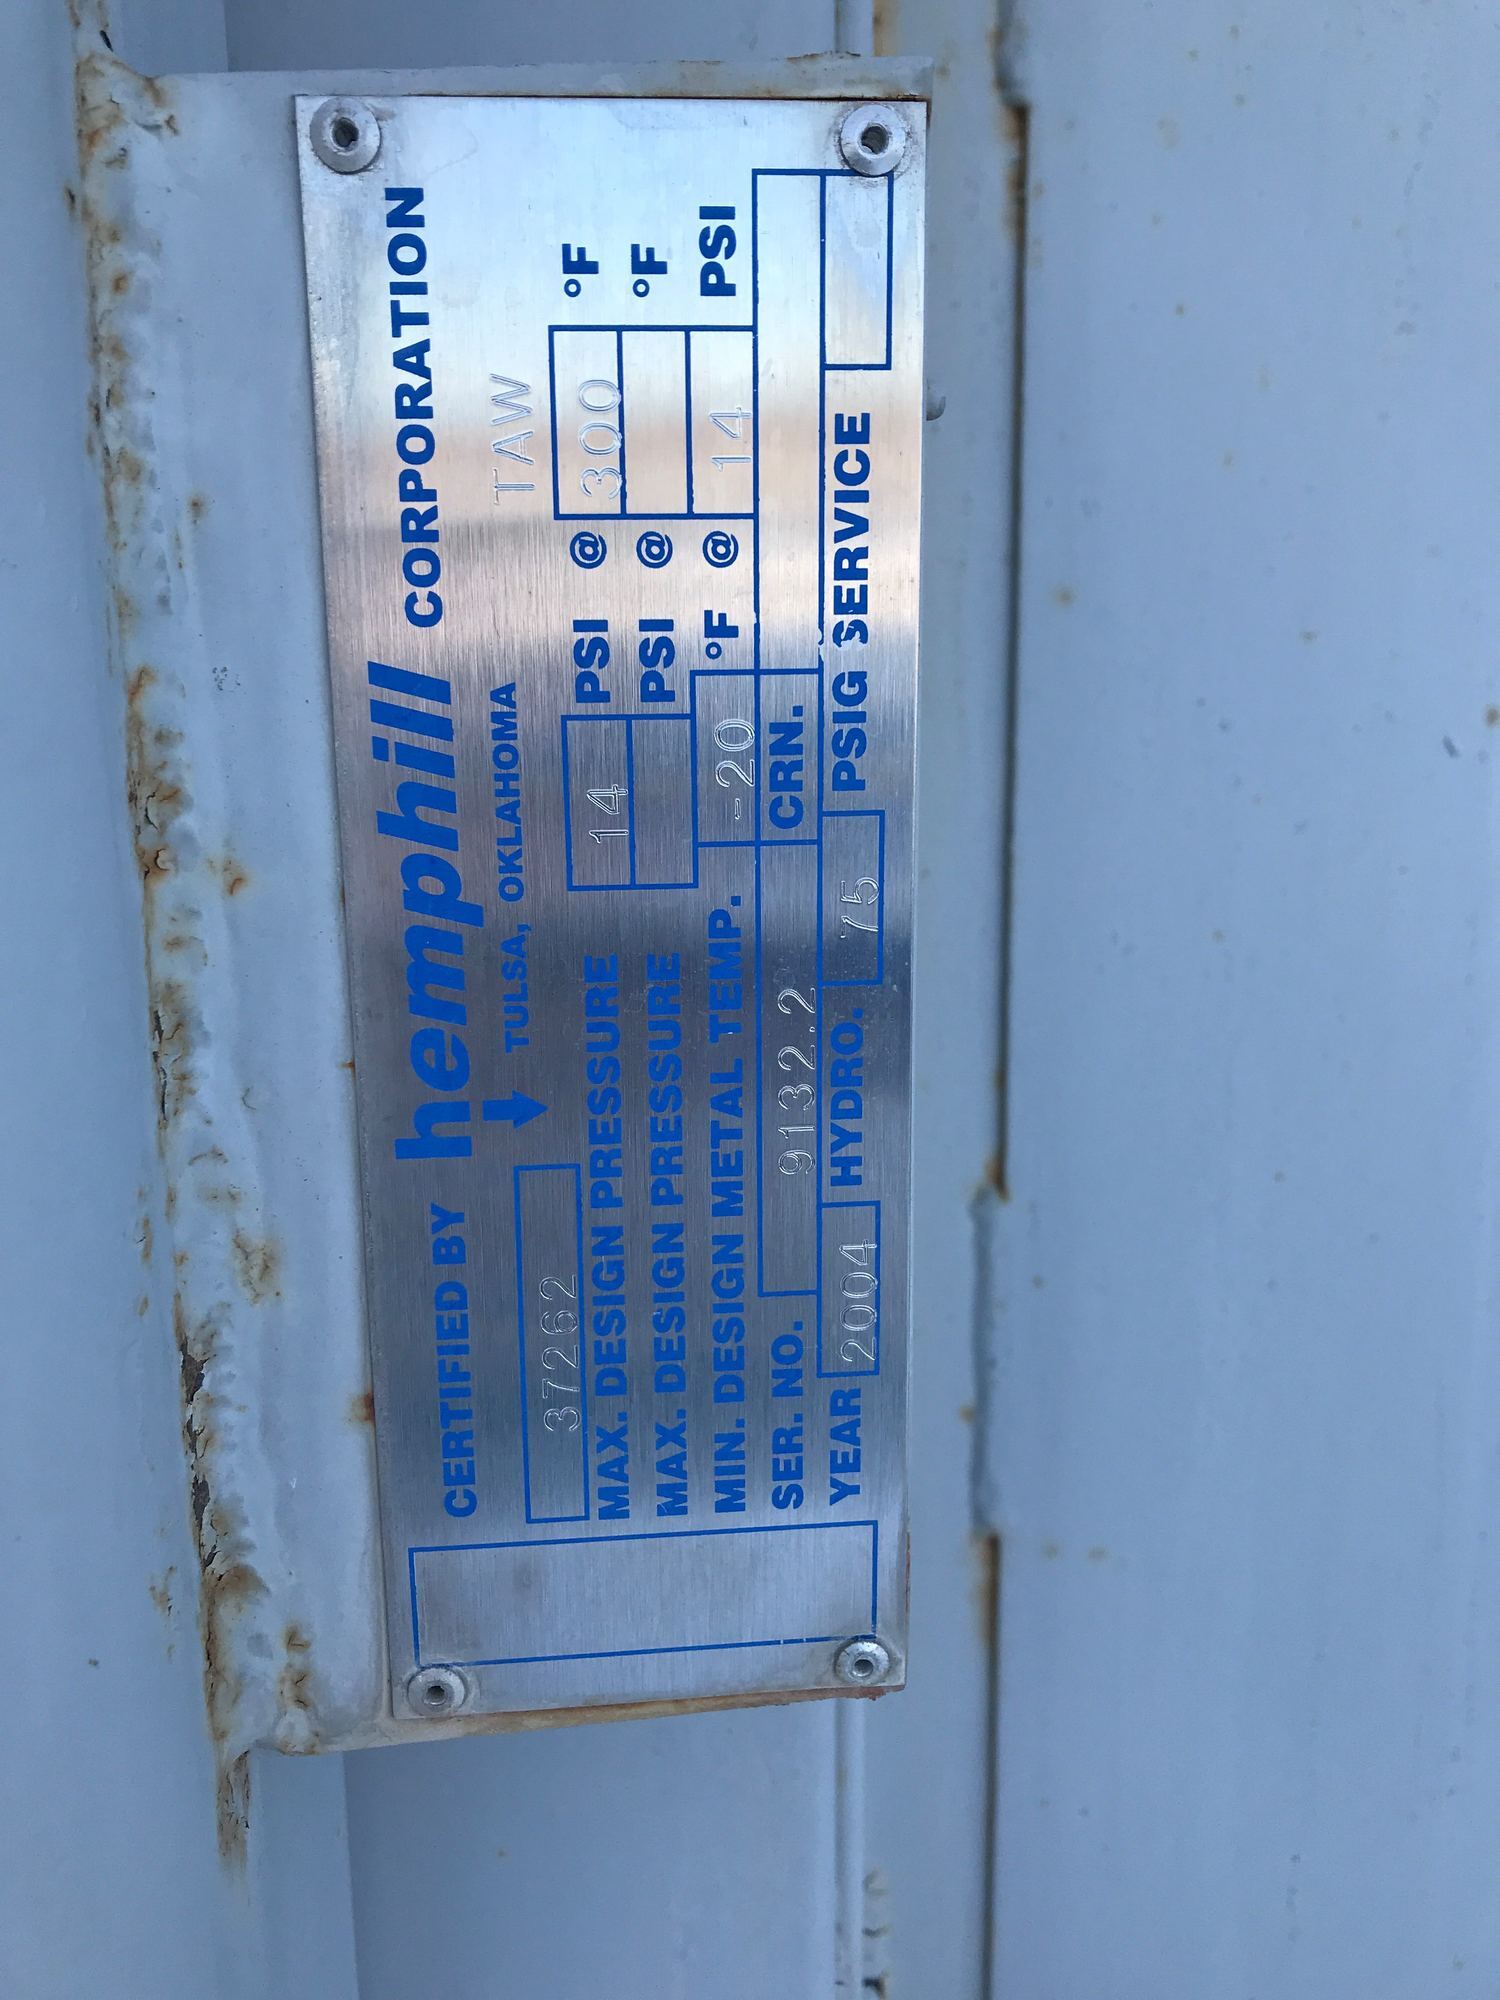 CERTIFIED BY hemphill CORPORATION
TULSA, OKLAHOMA TAW
37262
MAX. DESIGN PRESSURE 14 PSI @ 300 °F
MAX. DESIGN PRESSURE PSI @ °F
MIN. DESIGN METAL TEMP. -20 °F @ 14 PSI
SER. NO. 9132.2 CRN.
YEAR 2004 HYDRO. 75 PSIG SERVICE